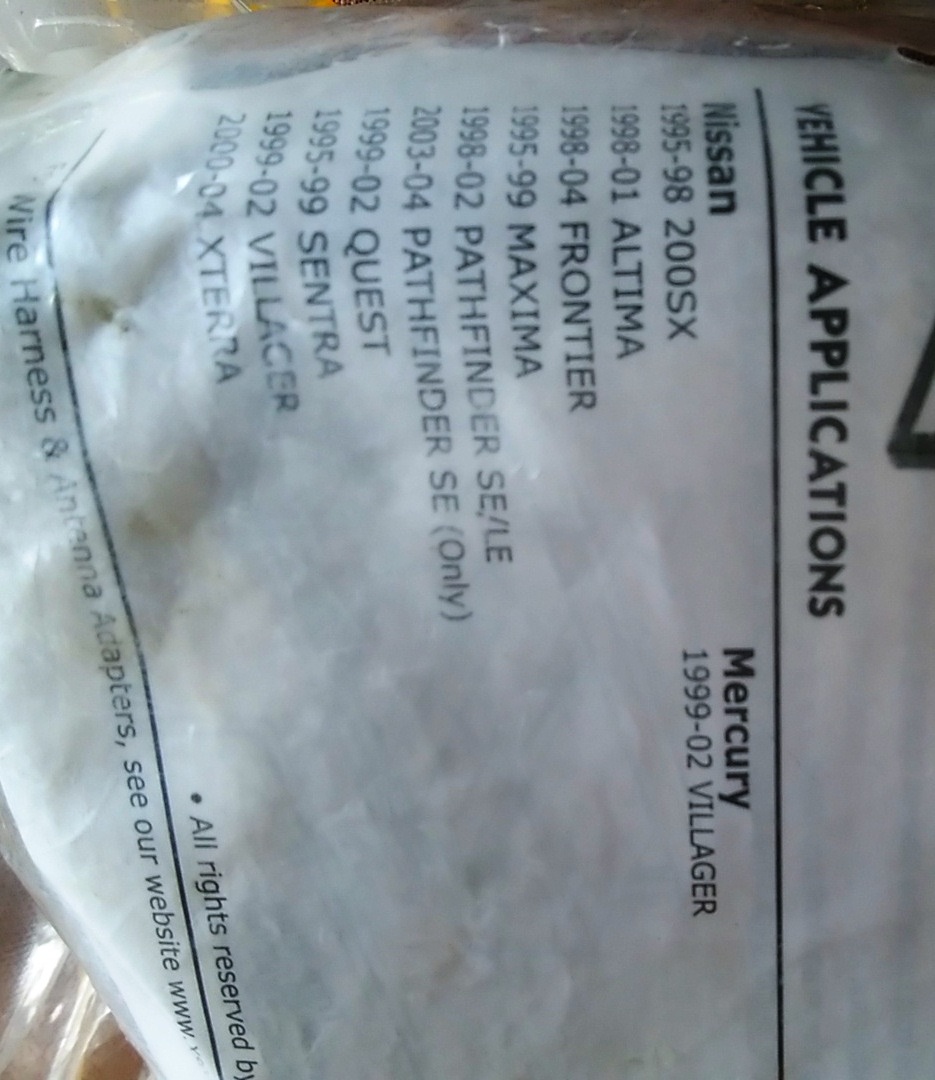 VEHICLE APPLICATIONS
Nissan
1995-98 200SX
1998-01 ALTIMA
1998-04 FRONTIER
1995-99 MAXIMA
1998-02 PATHFINDER SE/LE
2003-04 PATHFINDER SE (Only)
1999-02 QUEST
1995-99 SENTRA
1999-02 VILLAGER
2000-04 XTERRA
Mercury
1999-02 VILLAGER
• All rights reserved by
Wire Harness & Antenna Adapters, see our website www.